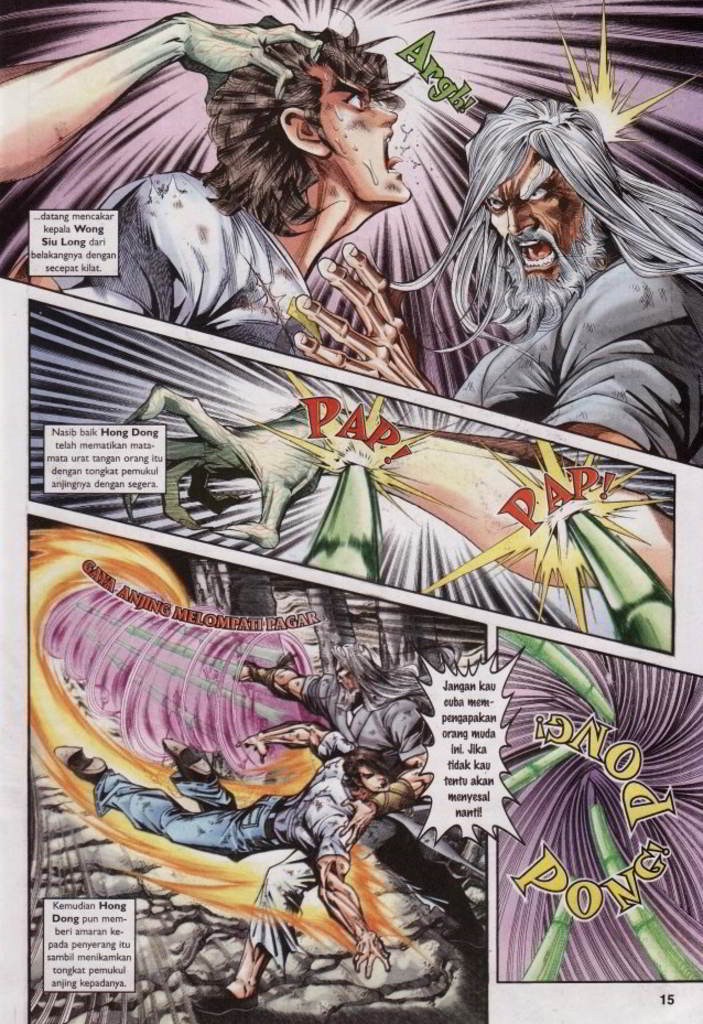 Argh!
...datang mencakar
kepala Wong
Siu Long dari
belakangnya dengan
secepat kilat.
Nasib baik Hong Dong
telah mematikan mata-
mata urat tangan orang itu
dengan tongkat pemukul
anjingnya dengan segera.
PAP!
PAP!
GAYA ANJING MELOMPATI PAGAR
Jangan kau
cuba mem-
pengapakan
orang muda
ini. Jika
tidak kau
tentu akan
menyesal
nanti!
Kemudian Hong
Dong pun mem-
beri amaran ke-
pada penyerang itu
sambil menikamkan
tongkat pemukul
anjing kepadanya.
PONG!
PONG!
PONG!
15